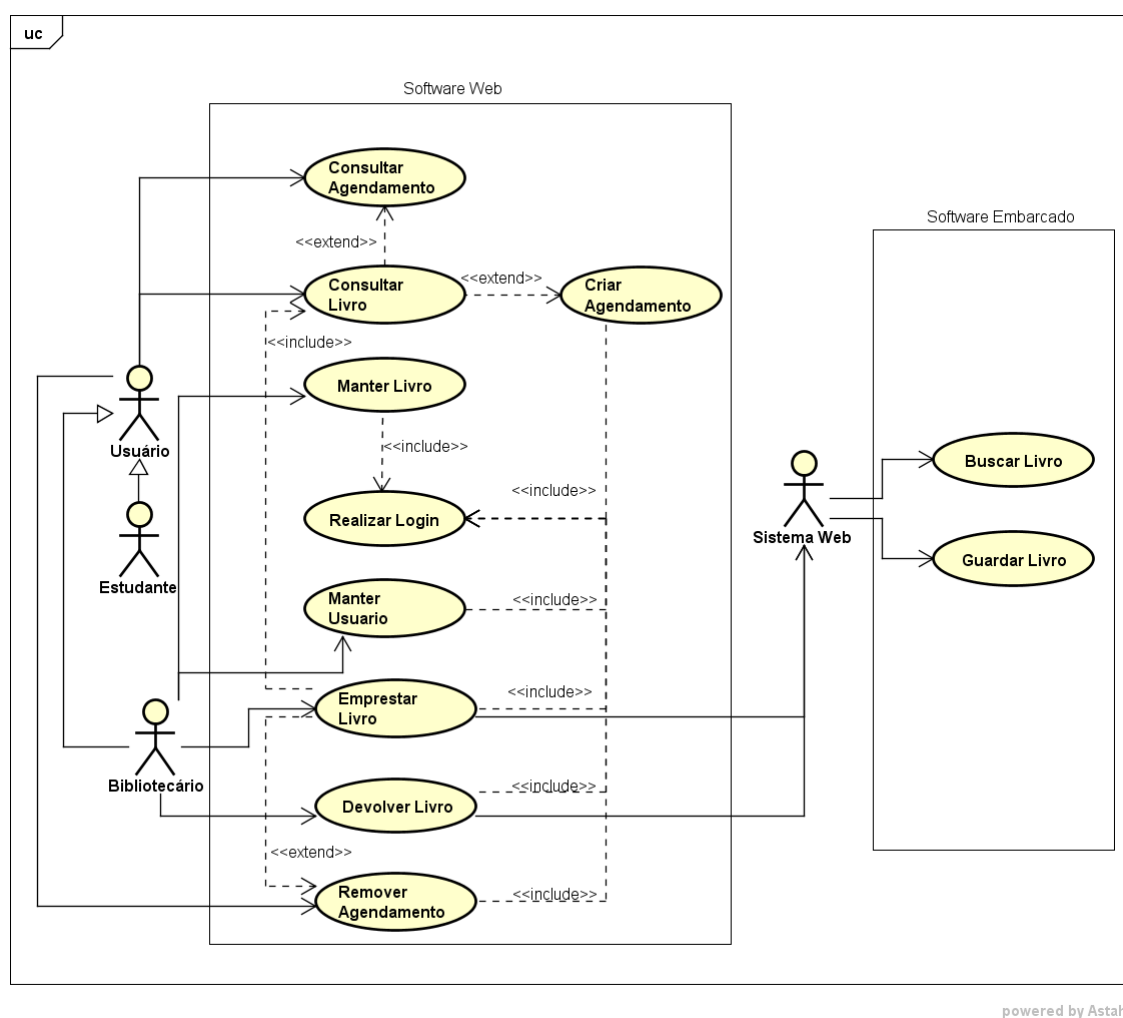 uc
Software Web
Consultar
Agendamento
<<extend>>
Consultar
Livro
<<extend>>
Criar
Agendamento
<<include>>
Manter Livro
<<include>>
Usuário
Realizar Login
<<include>>
Estudante
Manter
Usuario
<<include>>
Emprestar
Livro
<<include>>
Bibliotecário
Devolver Livro
<<include>>
<<extend>>
Remover
Agendamento
<<include>>
Software Embarcado
Sistema Web
Buscar Livro
Guardar Livro
powered by Astah